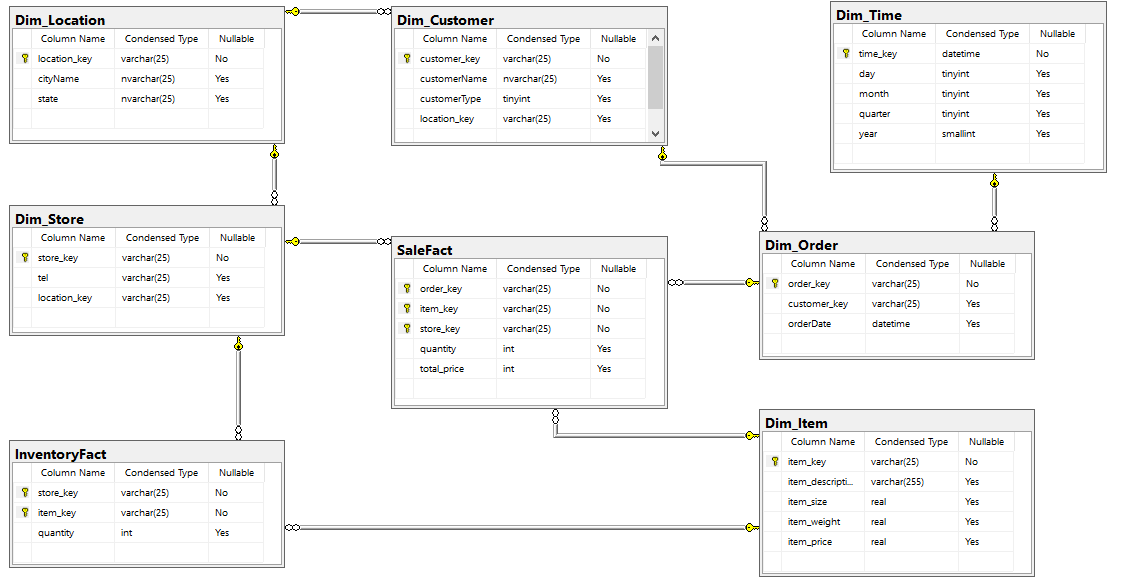 Dim_Location
Column Name Condensed Type Nullable
location_key varchar(25) No
cityName nvarchar(25) Yes
state nvarchar(25) Yes
Dim_Customer
Column Name Condensed Type Nullable
customer_key varchar(25) No
customerName nvarchar(25) Yes
customerType tinyint Yes
location_key varchar(25) Yes
Dim_Time
Column Name Condensed Type Nullable
time_key datetime No
day tinyint Yes
month tinyint Yes
quarter tinyint Yes
year smallint Yes
Dim_Store
Column Name Condensed Type Nullable
store_key varchar(25) No
tel varchar(25) Yes
location_key varchar(25) Yes
SaleFact
Column Name Condensed Type Nullable
order_key varchar(25) No
item_key varchar(25) No
store_key varchar(25) No
quantity int Yes
total_price int Yes
Dim_Order
Column Name Condensed Type Nullable
order_key varchar(25) No
customer_key varchar(25) Yes
orderDate datetime Yes
InventoryFact
Column Name Condensed Type Nullable
store_key varchar(25) No
item_key varchar(25) No
quantity int Yes
Dim_Item
Column Name Condensed Type Nullable
item_key varchar(25) No
item_descripti... varchar(255) Yes
item_size real Yes
item_weight real Yes
item_price real Yes